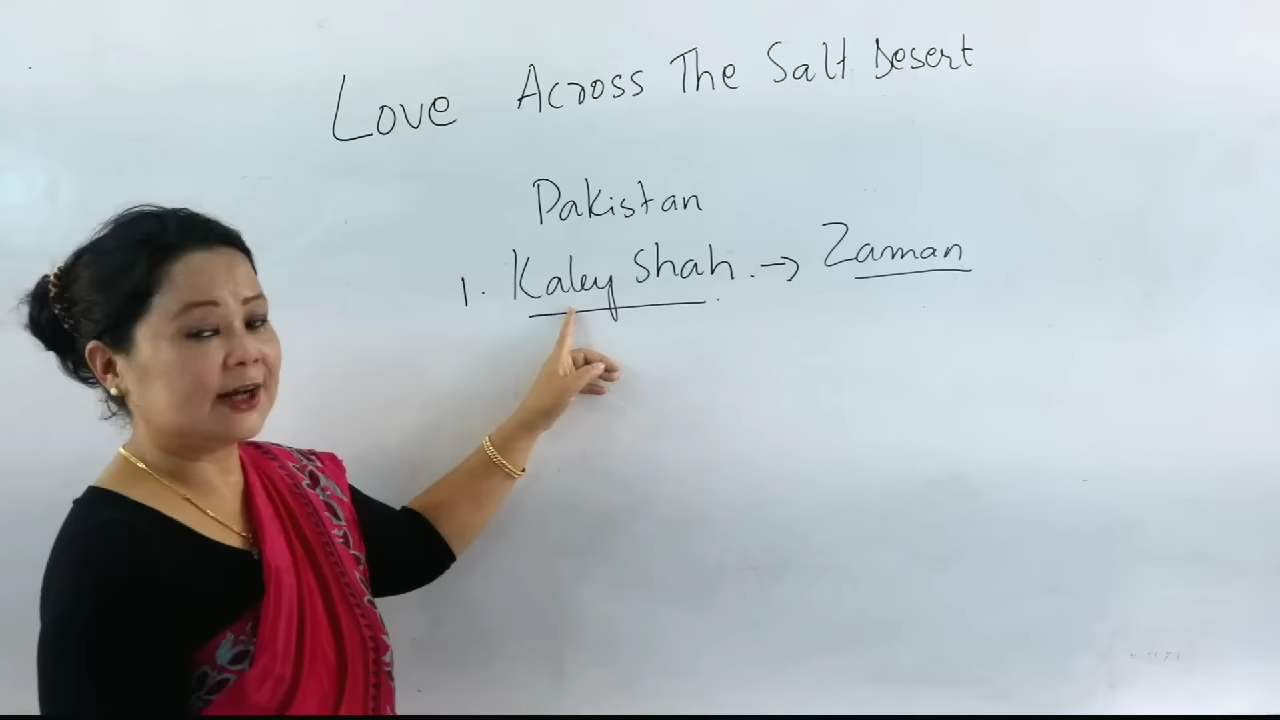 Love Across The Salt Desert
Pakistan
1. Kaley Shah. → Zaman